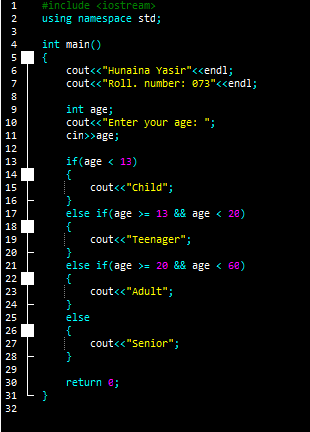 1 #include <iostream>
2 using namespace std;
3
4 int main()
5 {
6 cout<<"Hunaina Yasir"<<endl;
7 cout<<"Roll. number: 073"<<endl;
8
9 int age;
10 cout<<"Enter your age: ";
11 cin>>age;
12
13 if(age < 13)
14 {
15 cout<<"Child";
16 }
17 else if(age >= 13 && age < 20)
18 {
19 cout<<"Teenager";
20 }
21 else if(age >= 20 && age < 60)
22 {
23 cout<<"Adult";
24 }
25 else
26 {
27 cout<<"Senior";
28 }
29
30 return 0;
31 }
32